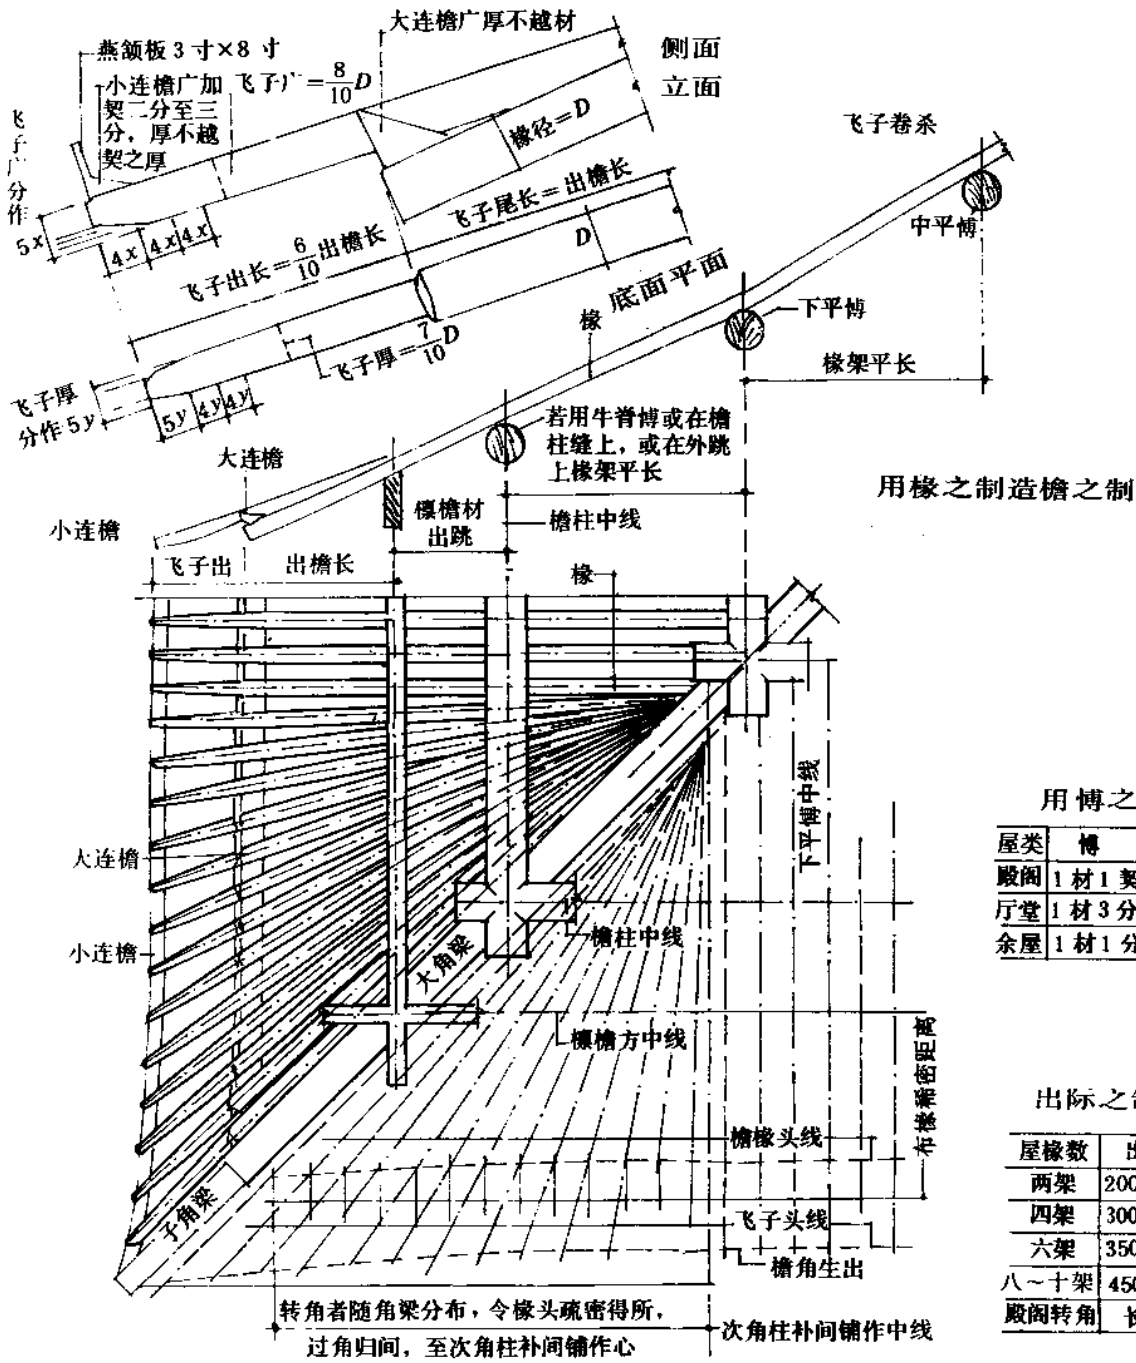 大连檐广厚不越材
燕颔板3寸×8寸
小连檐广加
契二分至三
分，厚不越
契之厚
飞子广=8/10D
侧面
立面
椽径=D
飞子卷杀
飞子广分作
5x
4x 4x 4x
飞子尾长=出檐长
飞子出长=6/10出檐长
D
底面平面
中平槫
下平槫
椽
椽架平长
飞子厚=7/10D
飞子厚
分作5y
5y 4y 4y
若用牛脊槫或在檐
柱缝上，或在外跳
上椽架平长
大连檐
小连檐
橑檐材
出跳
檐柱中线
用椽之制造檐之制
飞子出
出檐长
椽
下平槫中线
用槫之
屋类 槫
殿阁 1材1契
厅堂 1材3分
余屋 1材1分
大连檐
小连檐
檐柱中线
大角梁
橑檐方中线
布椽稀密距离
檐椽头线
出际之
屋椽数
两架 200
四架 300
六架 350
八～十架 450
殿阁转角 长
子角梁
飞子头线
檐角生出
转角者随角梁分布，令椽头疏密得所，
过角归间，至次角柱补间铺作心
次角柱补间铺作中线